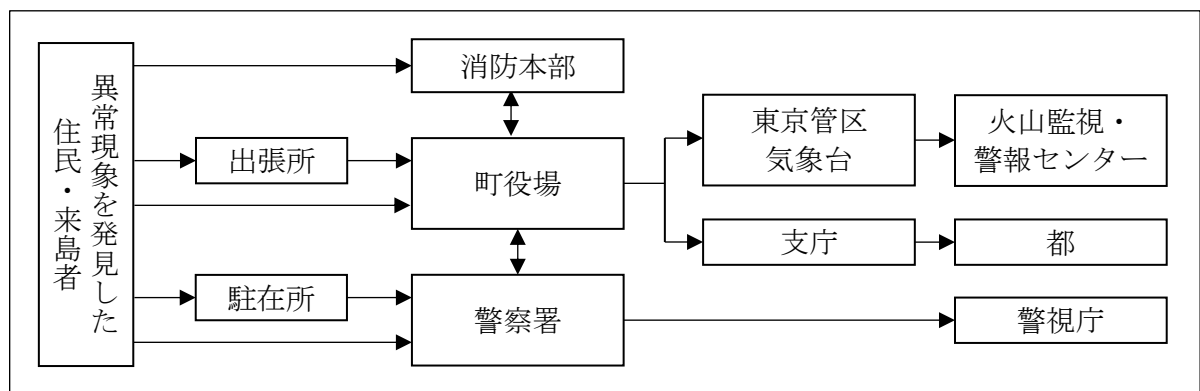 異常現象を発見した
住民・来島者
消防本部
出張所
町役場
駐在所
警察署
東京管区
気象台
火山監視・
警報センター
支庁
都
警視庁